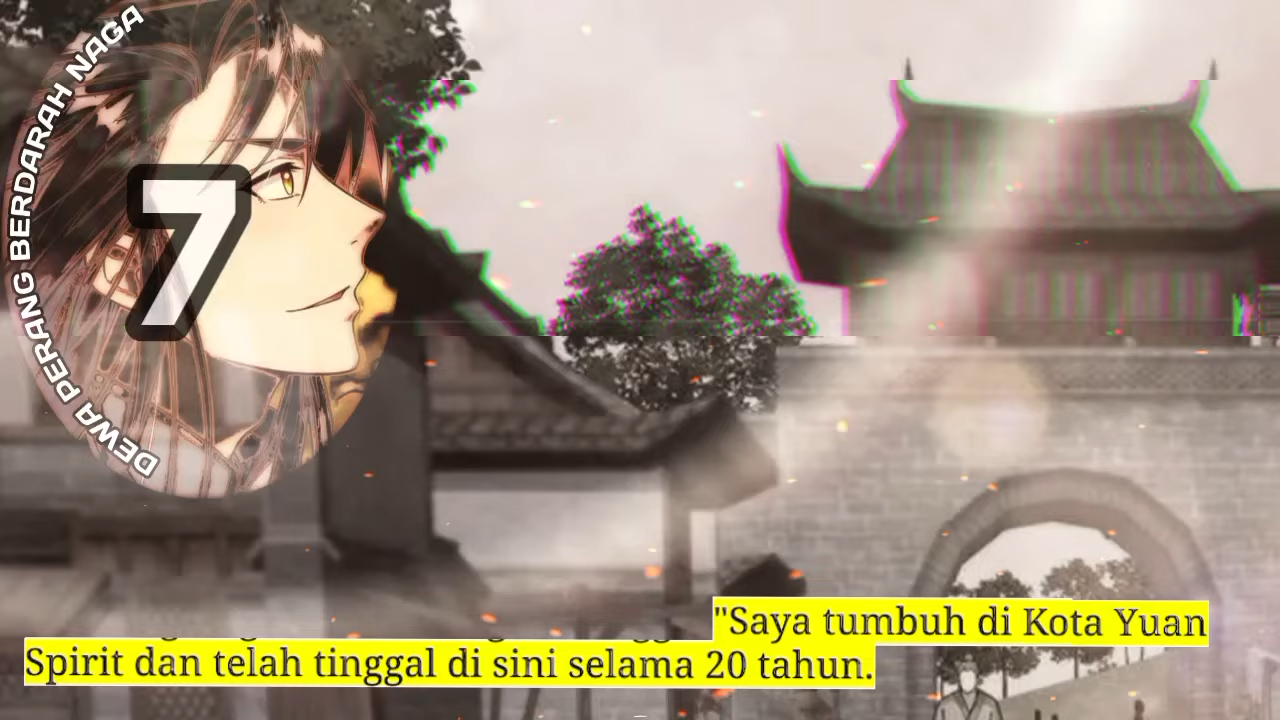 DEWA PERANG BERDARAH NAGA
7
"Saya tumbuh di Kota Yuan
Spirit dan telah tinggal di sini selama 20 tahun.